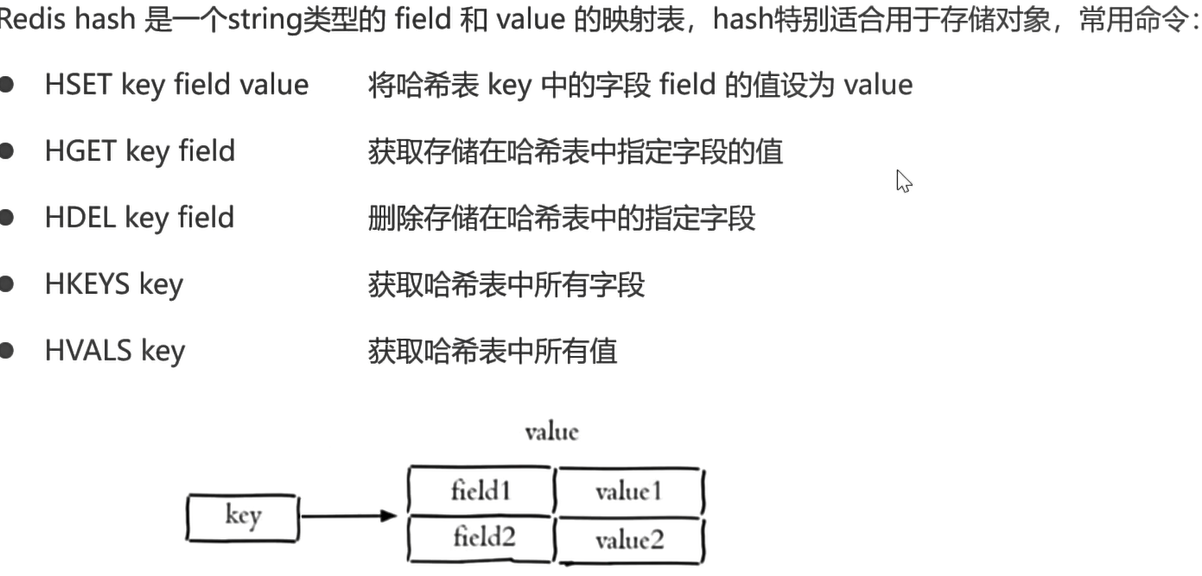 Redis hash 是一个string类型的 field 和 value 的映射表，hash特别适合用于存储对象，常用命令：
● HSET key field value 将哈希表 key 中的字段 field 的值设为 value
● HGET key field 获取存储在哈希表中指定字段的值
● HDEL key field 删除存储在哈希表中的指定字段
● HKEYS key 获取哈希表中所有字段
● HVALS key 获取哈希表中所有值
value
field1 value1
key
field2 value2